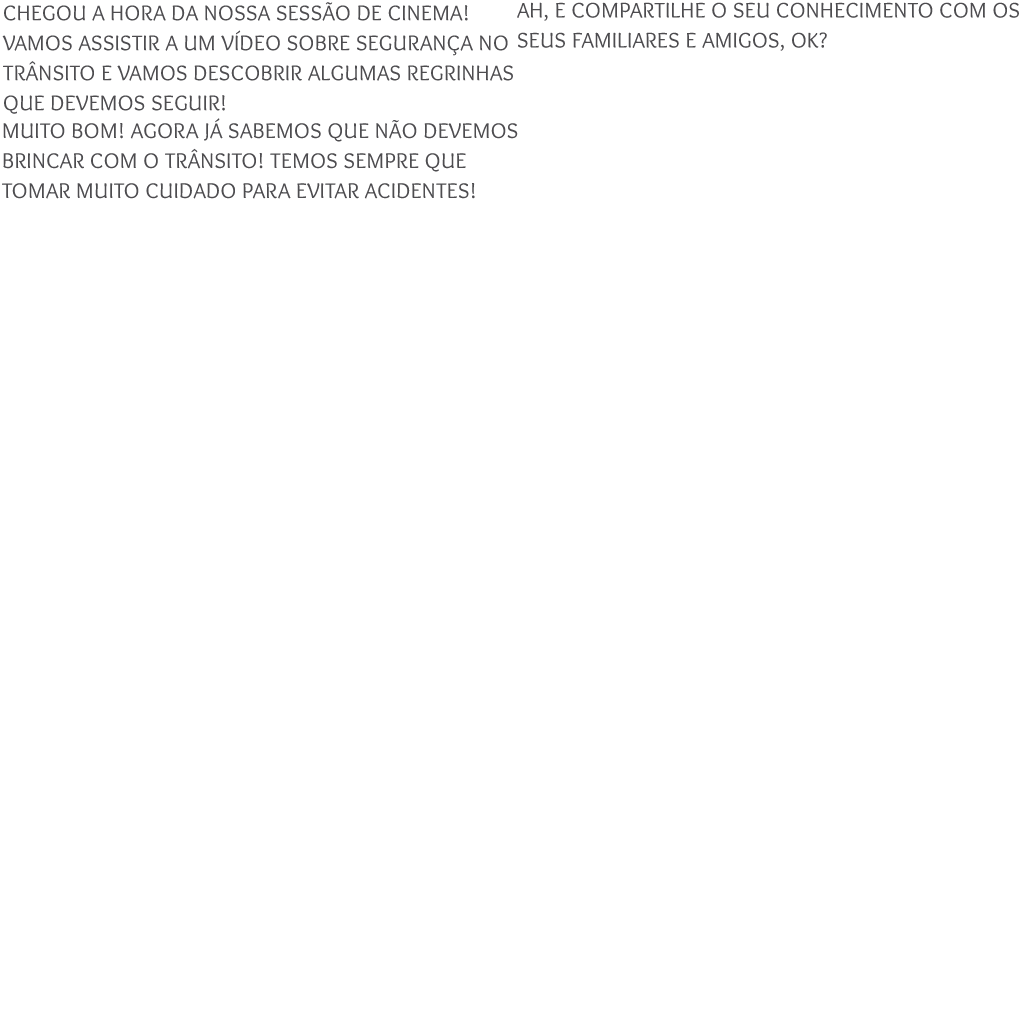 CHEGOU A HORA DA NOSSA SESSÃO DE CINEMA!
VAMOS ASSISTIR A UM VÍDEO SOBRE SEGURANÇA NO
TRÂNSITO E VAMOS DESCOBRIR ALGUMAS REGRINHAS
QUE DEVEMOS SEGUIR!
MUITO BOM! AGORA JÁ SABEMOS QUE NÃO DEVEMOS
BRINCAR COM O TRÂNSITO! TEMOS SEMPRE QUE
TOMAR MUITO CUIDADO PARA EVITAR ACIDENTES!
AH, E COMPARTILHE O SEU CONHECIMENTO COM OS
SEUS FAMILIARES E AMIGOS, OK?